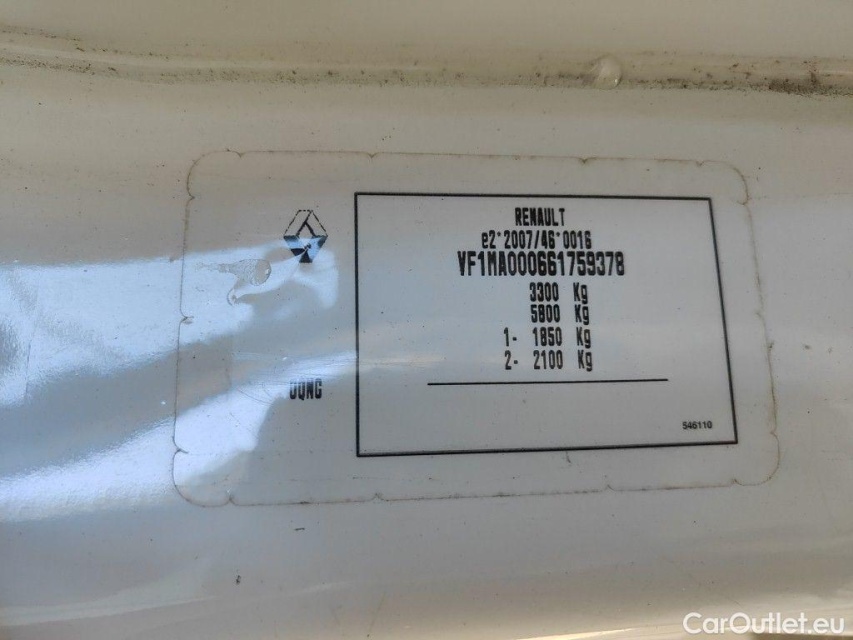 RENAULT
e2*2007/46*0016
VF1MA000661759378
3300 Kg
5800 Kg
1- 1850 Kg
2- 2100 Kg
OQNG
546110
CarOutlet.eu